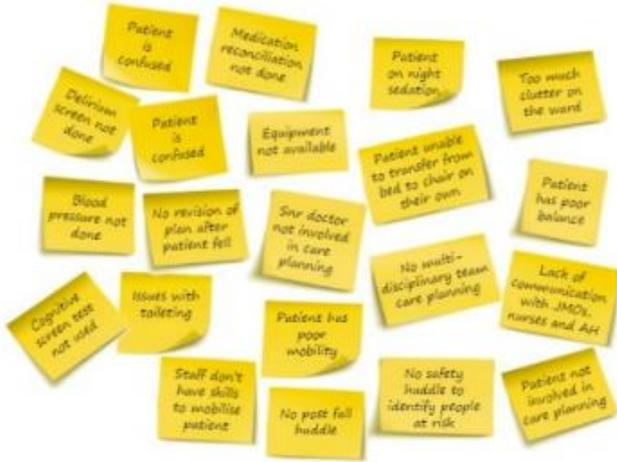 Patient
is
confused
Medication
reconciliation
not done
Patient
on night
sedation
Too much
clutter on
the ward
Delirium
screen not
done
Patient
is
confused
Equipment
not available
Patient unable
to transfer from
bed to chair on
their own
Patient
has poor
balance
Blood
pressure not
done
No revision of
plan after
patient fell
Snr doctor
not involved
in care
planning
No multi-
disciplinary team
care planning
Lack of
communication
with JMOs,
nurses and AH
Cognitive
screen test
not used
Issues with
toileting
Patient has
poor
mobility
Staff don't
have skills
to mobilise
patient
No post fall
huddle
No safety
huddle to
identify people
at risk
Patient not
involved in
care planning